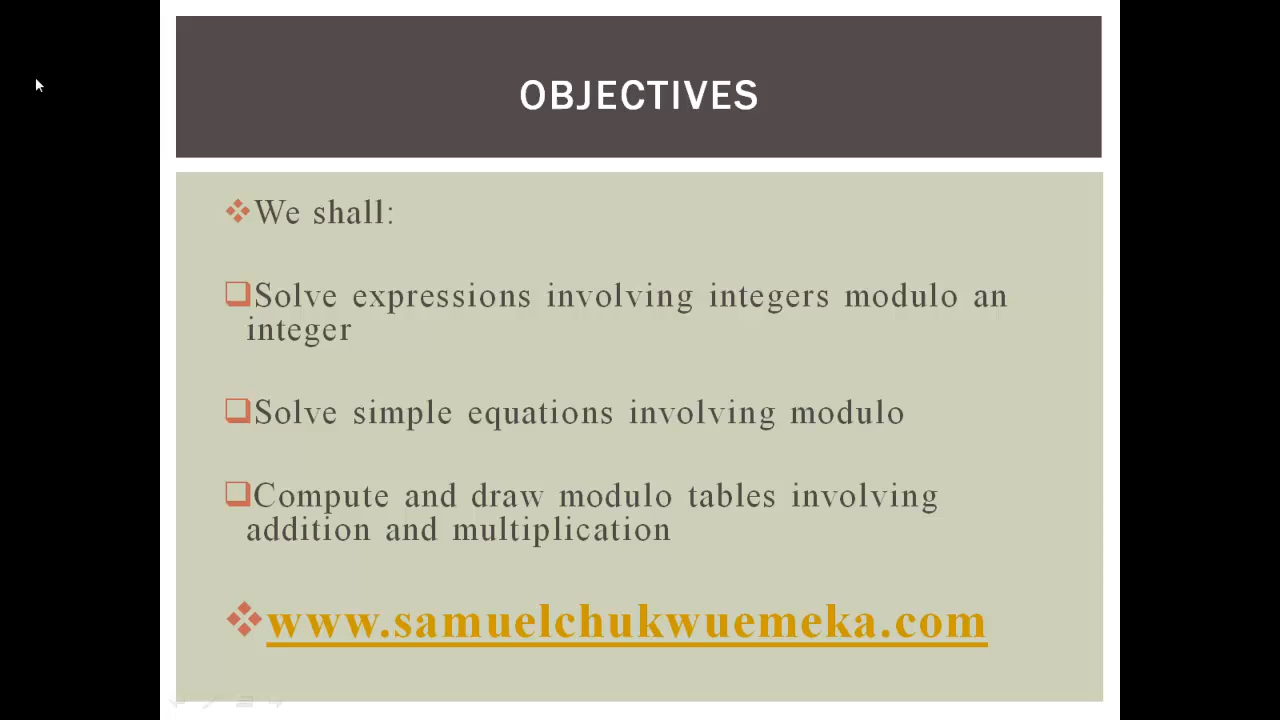 OBJECTIVES
We shall:
Solve expressions involving integers modulo an
integer
Solve simple equations involving modulo
Compute and draw modulo tables involving
addition and multiplication
www.samuelchukwuemeka.com